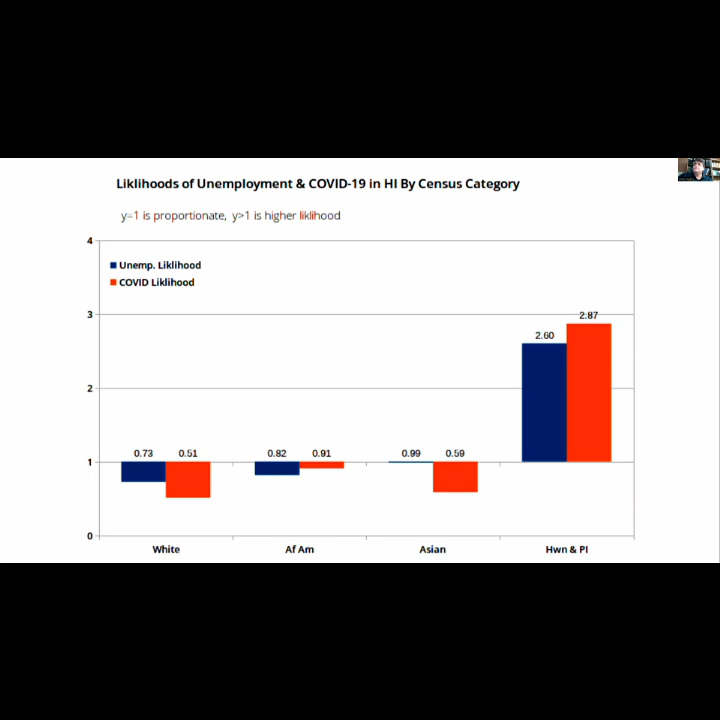 Liklihoods of Unemployment & COVID-19 in HI By Census Category
y=1 is proportionate, y>1 is higher liklihood
4
Unemp. Liklihood
COVID Liklihood
3
2.87
2.60
2
0.73 0.51 0.82 0.91 0.99 0.59
1
0
White Af Am Asian Hwn & PI